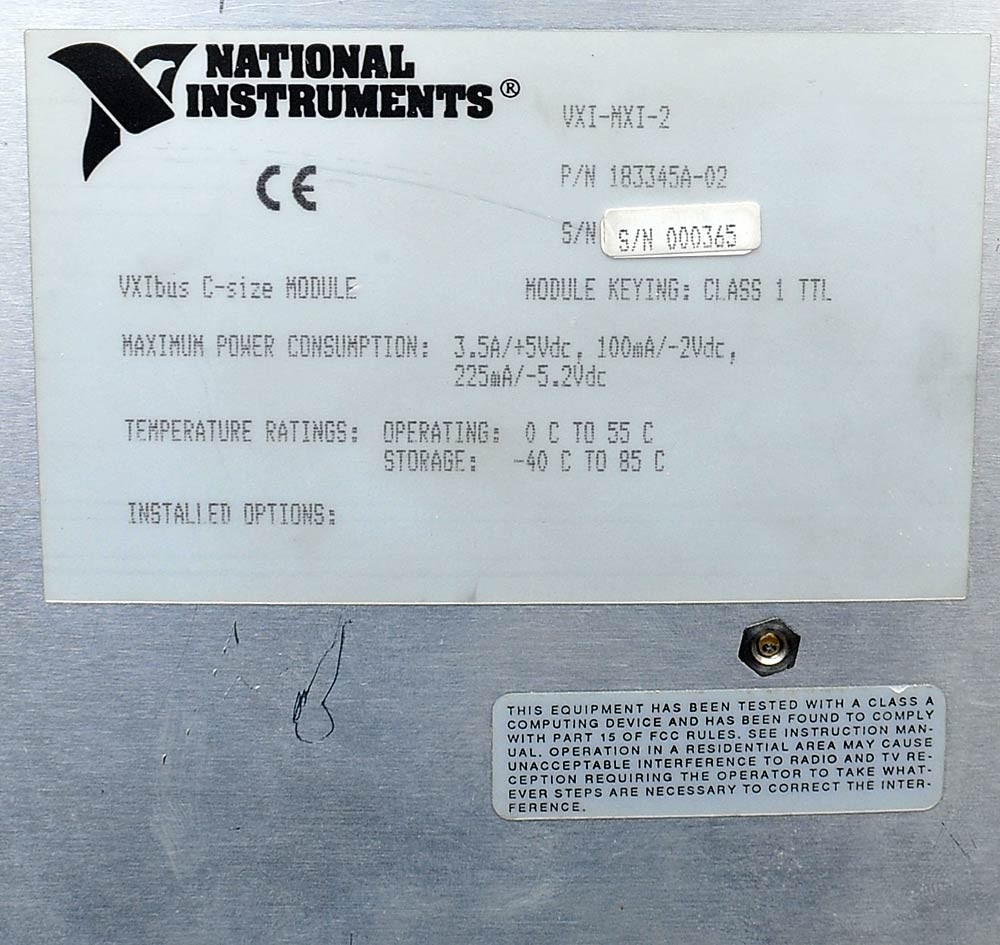 NATIONAL
INSTRUMENTS®
VXI-MXI-2
P/N 183345A-02
S/N S/N 000365
CE
VXIbus C-size MODULE MODULE KEYING: CLASS 1 TTL
MAXIMUM POWER CONSUMPTION: 3.5A/+5Vdc, 100mA/-2Vdc,
225mA/-5.2Vdc
TEMPERATURE RATINGS: OPERATING: 0 C TO 55 C
STORAGE: -40 C TO 85 C
INSTALLED OPTIONS:
THIS EQUIPMENT HAS BEEN TESTED WITH A CLASS A
COMPUTING DEVICE AND HAS BEEN FOUND TO COMPLY
WITH PART 15 OF FCC RULES. SEE INSTRUCTION MAN-
UAL. OPERATION IN A RESIDENTIAL AREA MAY CAUSE
UNACCEPTABLE INTERFERENCE TO RADIO AND TV RE-
CEPTION REQUIRING THE OPERATOR TO TAKE WHAT-
EVER STEPS ARE NECESSARY TO CORRECT THE INTER-
FERENCE.